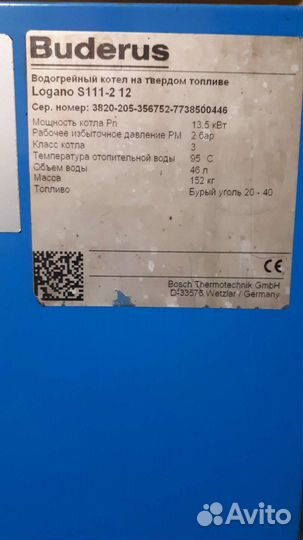 Buderus
Водогрейный котел на твердом топливе
Logano S111-2 12
Сер. номер: 3820-205-356752-7738500446
Мощность котла Pn 13.5 кВт
Рабочее избыточное давление PM 2 бар
Класс котла 3
Температура отопительной воды 95 C
Объем воды 46 л
Масса 152 кг
Топливо Бурый уголь 20 - 40
CE
Bosch Thermotechnik GmbH
D-33576 Wetzlar / Germany
Avito